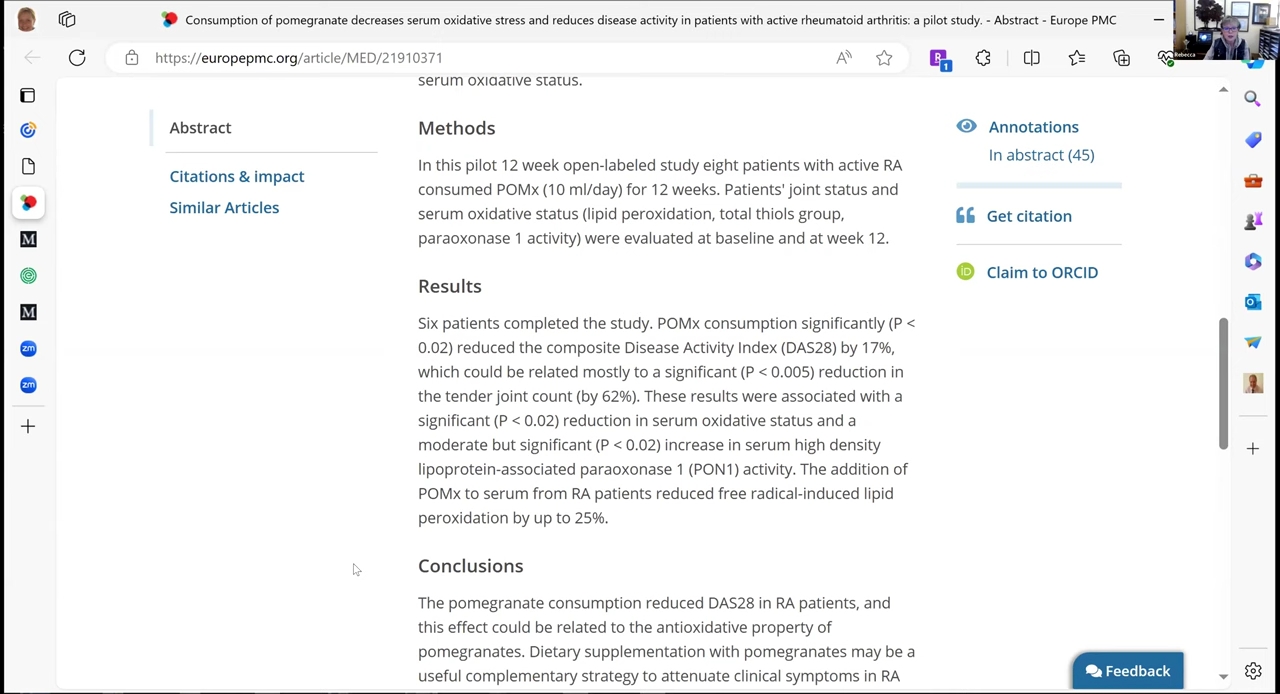 Consumption of pomegranate decreases serum oxidative stress and reduces disease activity in patients with active rheumatoid arthritis: a pilot study. - Abstract - Europe PMC
Rebecca
https://europepmc.org/article/MED/21910371
1
serum oxidative status.
Abstract
Citations & impact
Similar Articles
Methods
In this pilot 12 week open-labeled study eight patients with active RA
consumed POMx (10 ml/day) for 12 weeks. Patients' joint status and
serum oxidative status (lipid peroxidation, total thiols group,
paraoxonase 1 activity) were evaluated at baseline and at week 12.
Results
Six patients completed the study. POMx consumption significantly (P <
0.02) reduced the composite Disease Activity Index (DAS28) by 17%,
which could be related mostly to a significant (P < 0.005) reduction in
the tender joint count (by 62%). These results were associated with a
significant (P < 0.02) reduction in serum oxidative status and a
moderate but significant (P < 0.02) increase in serum high density
lipoprotein-associated paraoxonase 1 (PON1) activity. The addition of
POMx to serum from RA patients reduced free radical-induced lipid
peroxidation by up to 25%.
Conclusions
The pomegranate consumption reduced DAS28 in RA patients, and
this effect could be related to the antioxidative property of
pomegranates. Dietary supplementation with pomegranates may be a
useful complementary strategy to attenuate clinical symptoms in RA
Annotations
In abstract (45)
Get citation
iD
Claim to ORCID
Feedback
M
M
zm
zm